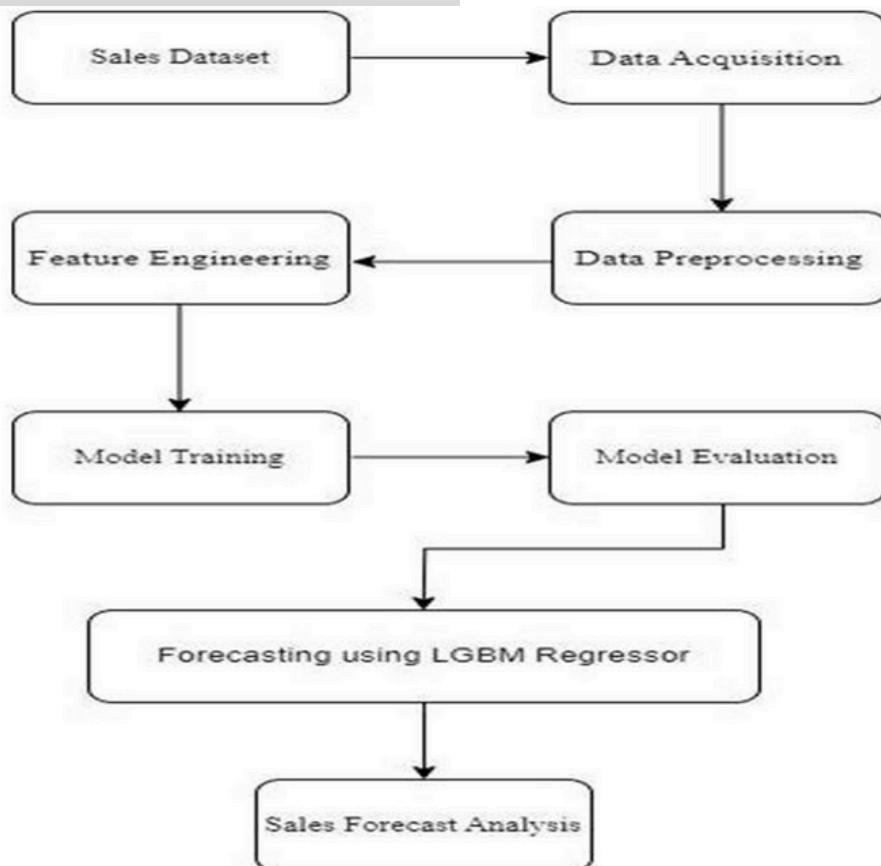 Sales Dataset
Data Acquisition
Data Preprocessing
Feature Engineering
Model Training
Model Evaluation
Forecasting using LGBM Regressor
Sales Forecast Analysis